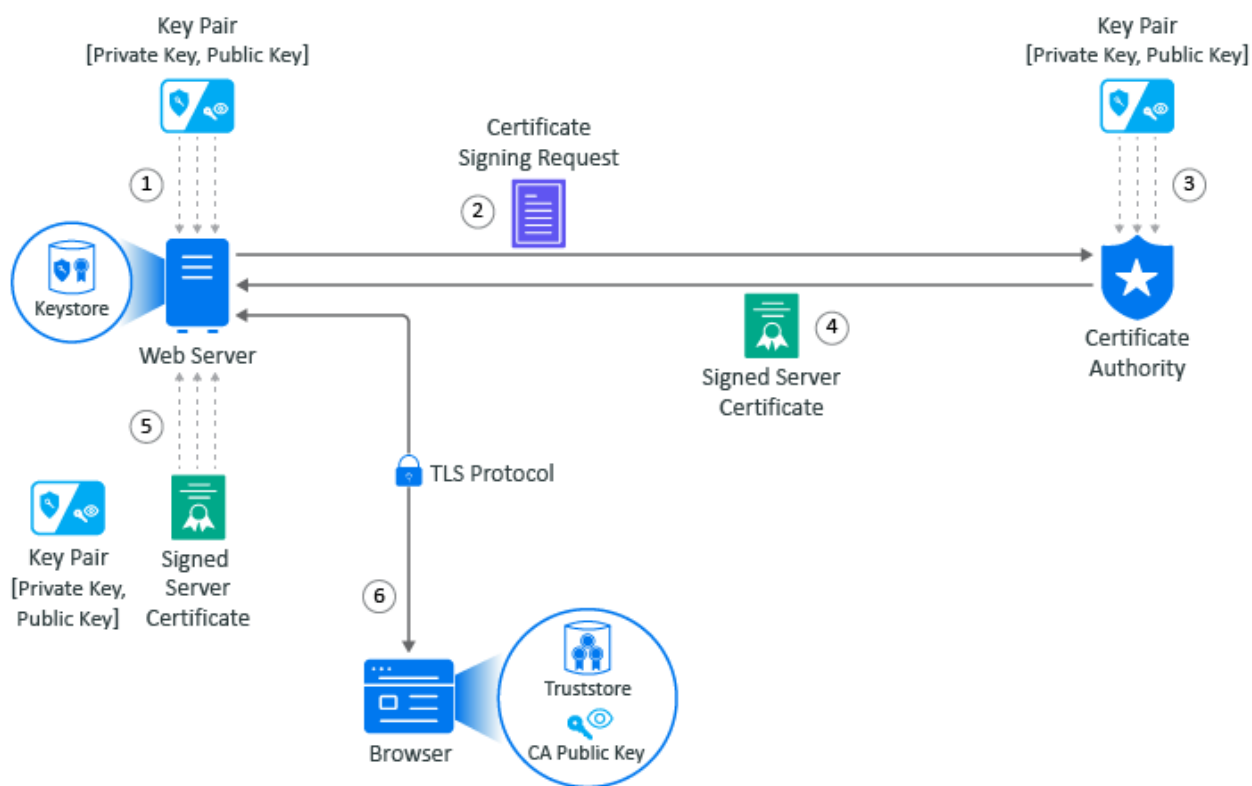 Key Pair
[Private Key, Public Key]
Key Pair
[Private Key, Public Key]
Certificate
Signing Request
1
2
3
Keystore
Web Server
4
Certificate
Authority
Signed Server
Certificate
5
TLS Protocol
Key Pair
[Private Key,
Public Key]
Signed
Server
Certificate
6
Truststore
CA Public Key
Browser